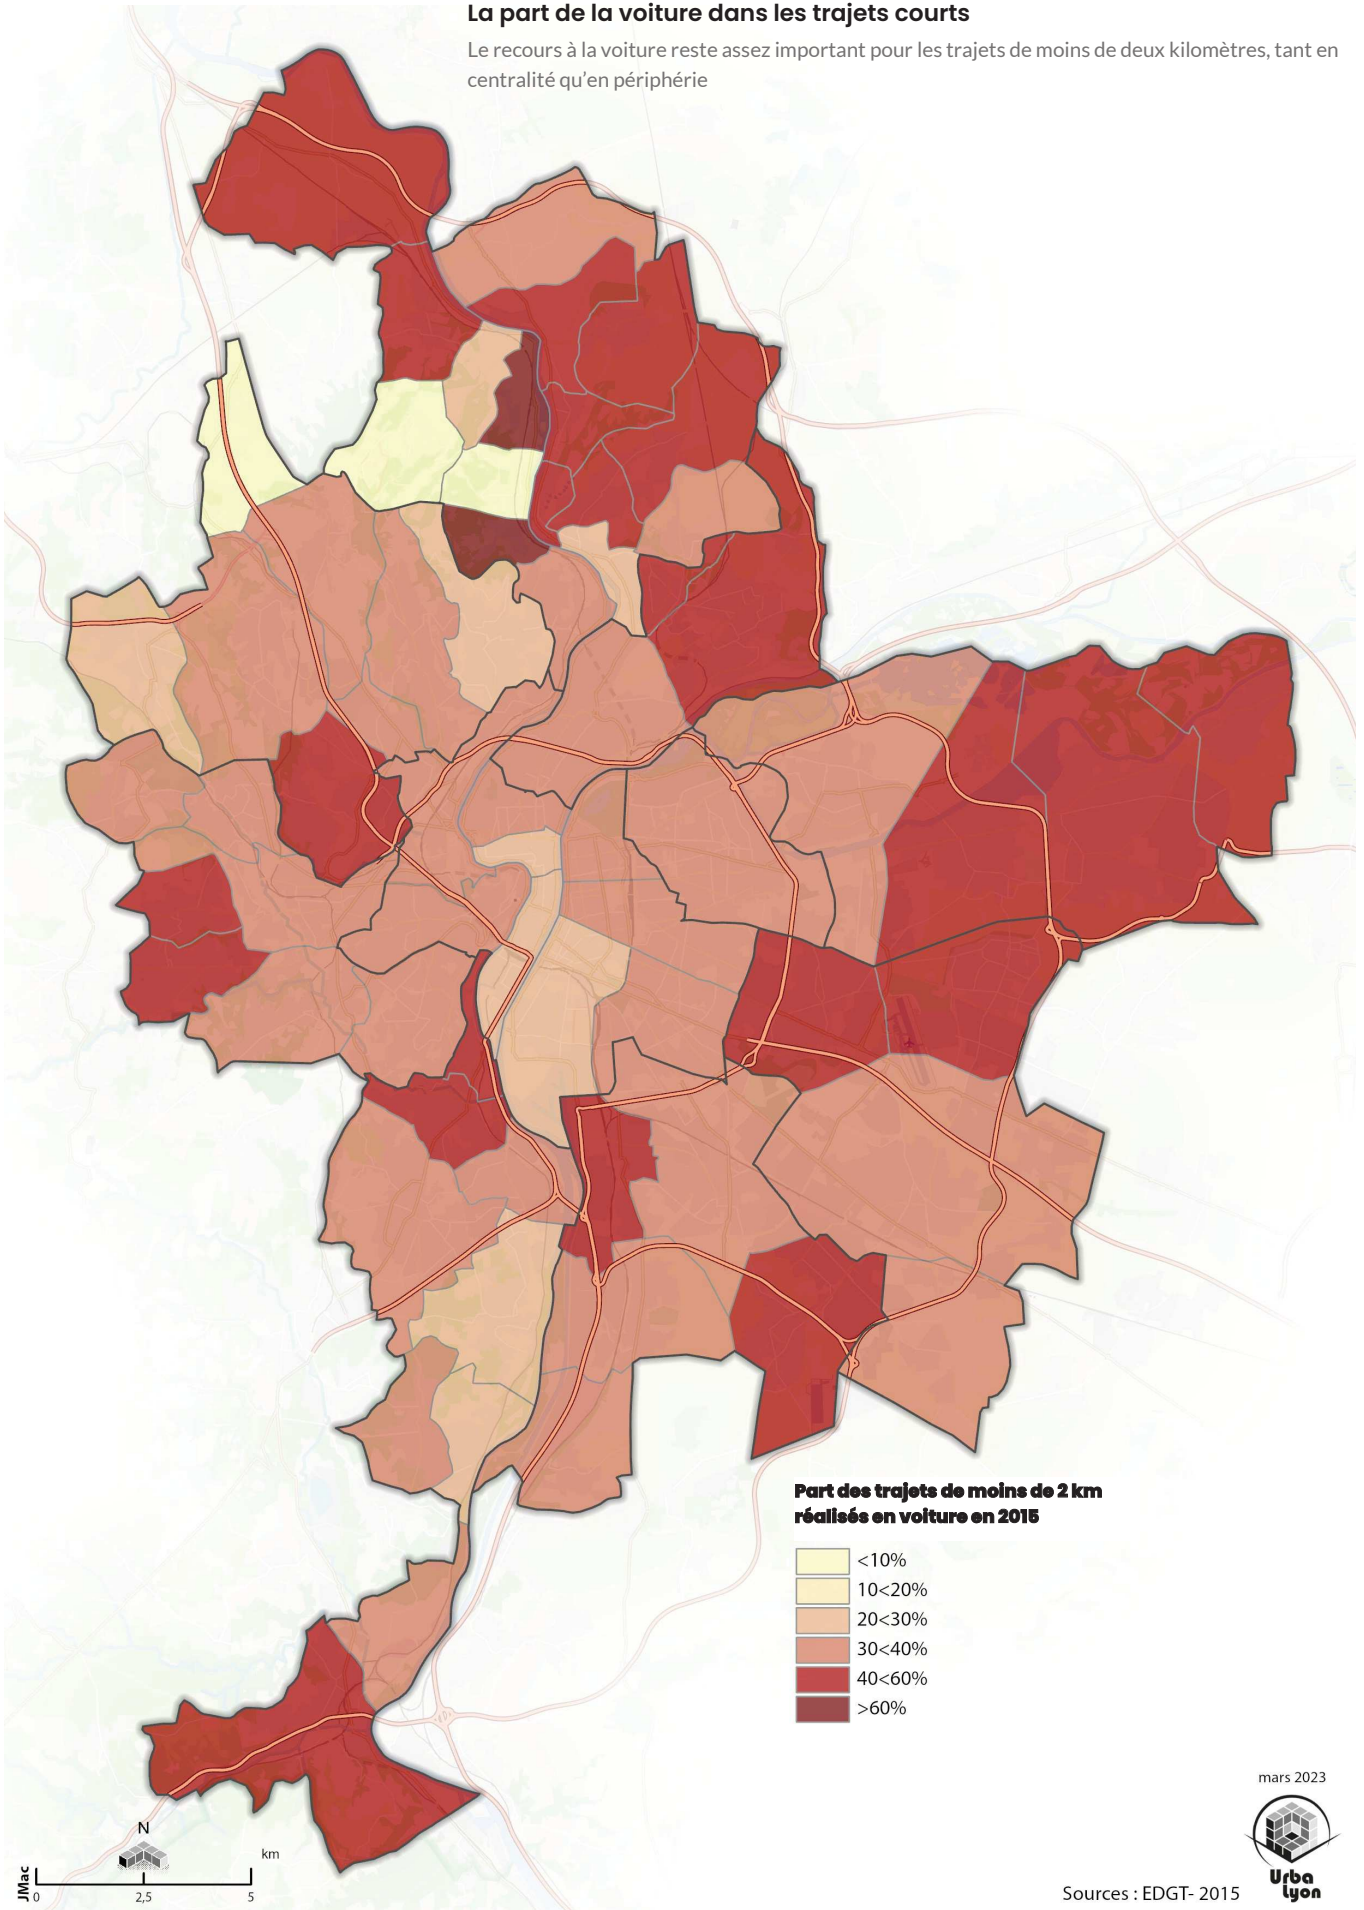 La part de la voiture dans les trajets courts
Le recours à la voiture reste assez important pour les trajets de moins de deux kilomètres, tant en
centralité qu'en périphérie
Part des trajets de moins de 2 km
réalisés en voiture en 2015
<10%
10<20%
20<30%
30<40%
40<60%
>60%
mars 2023
N
km
JMac
0
2,5
5
Urba
Lyon
Sources : EDGT- 2015